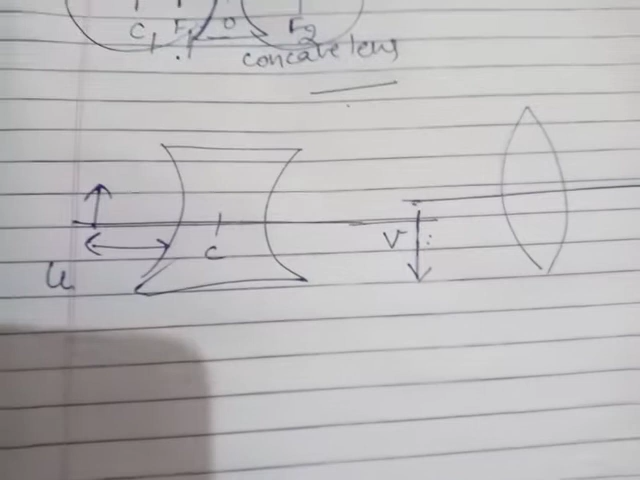 C₁ F₁ O F₂
concave lens
C
V
u